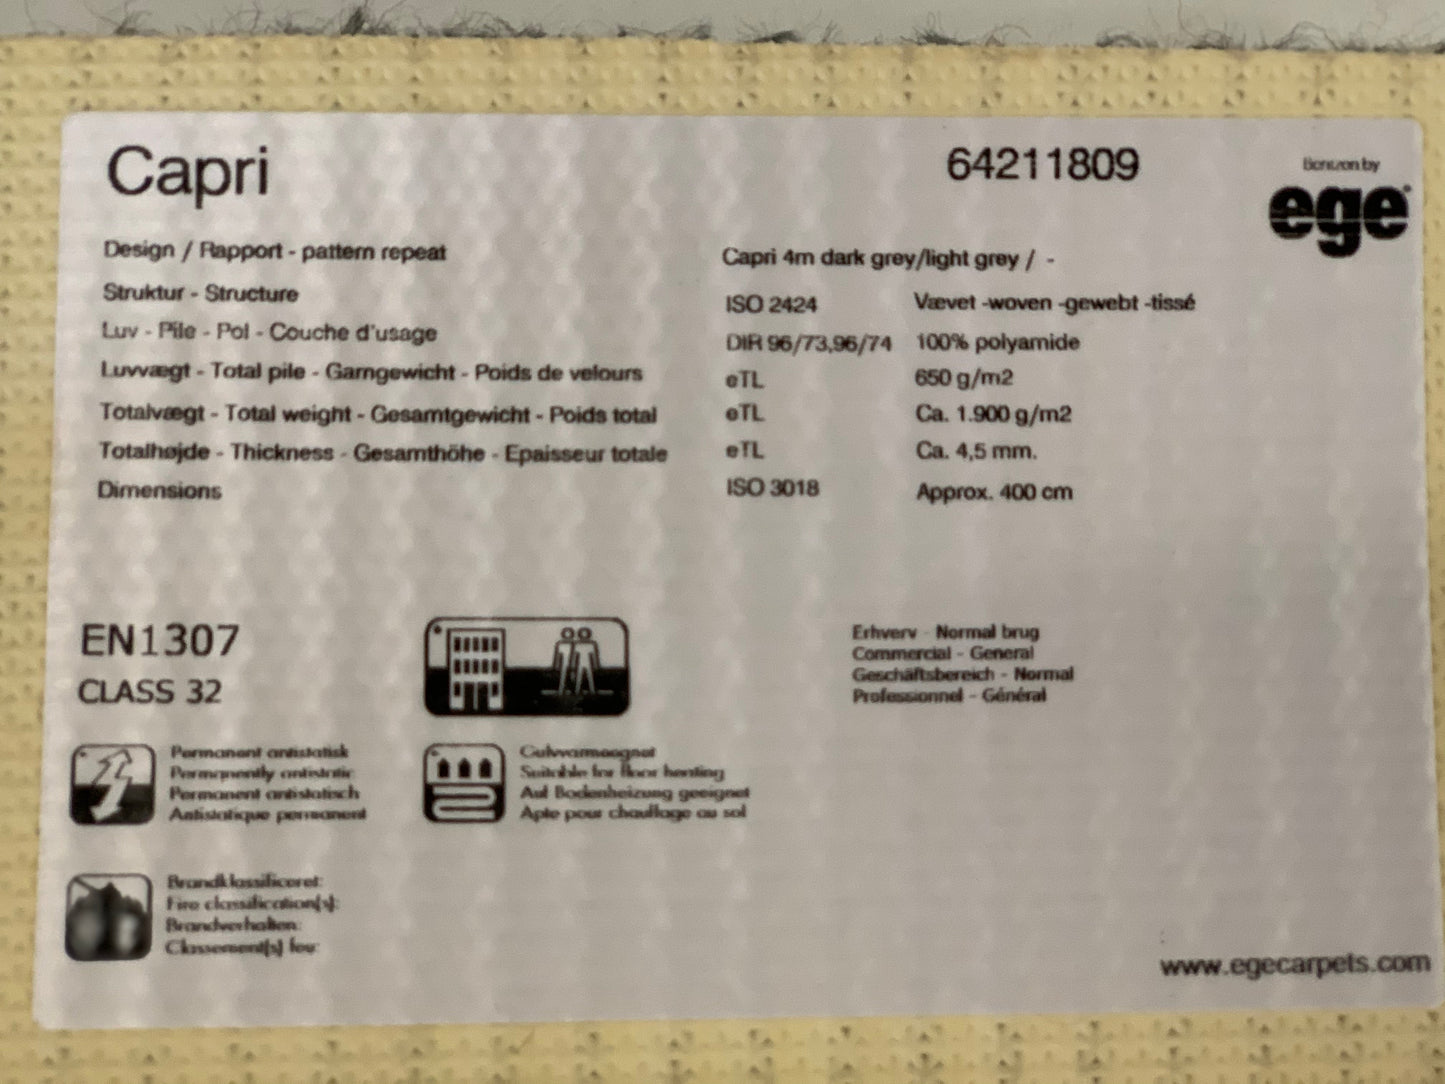 Capri
64211809
Bentzon by
ege
Design / Rapport - pattern repeat Capri 4m dark grey/light grey / -
Struktur - Structure ISO 2424 Vævet -woven -gewebt -tissé
Luv - Pile - Pol - Couche d'usage DIR 96/73,96/74 100% polyamide
Luvvægt - Total pile - Garngewicht - Poids de velours eTL 650 g/m2
Totalvægt - Total weight - Gesamtgewicht - Poids total eTL Ca. 1.900 g/m2
Totalhøjde - Thickness - Gesamthöhe - Epaisseur totale eTL Ca. 4,5 mm.
Dimensions ISO 3018 Approx. 400 cm
EN1307
CLASS 32
Erhverv - Normal brug
Commercial - General
Geschäftsbereich - Normal
Professionnel - Général
Permanent antistatisk
Permanently antistatic
Permanent antistatisch
Antistatique permanent
Gulvvarmeegnet
Suitable for floor heating
Auf Bodenheizung geeignet
Apte pour chauffage au sol
Brandklassificeret:
Fire classification(s):
Brandverhalten:
Classement(s) feu:
www.egecarpets.com